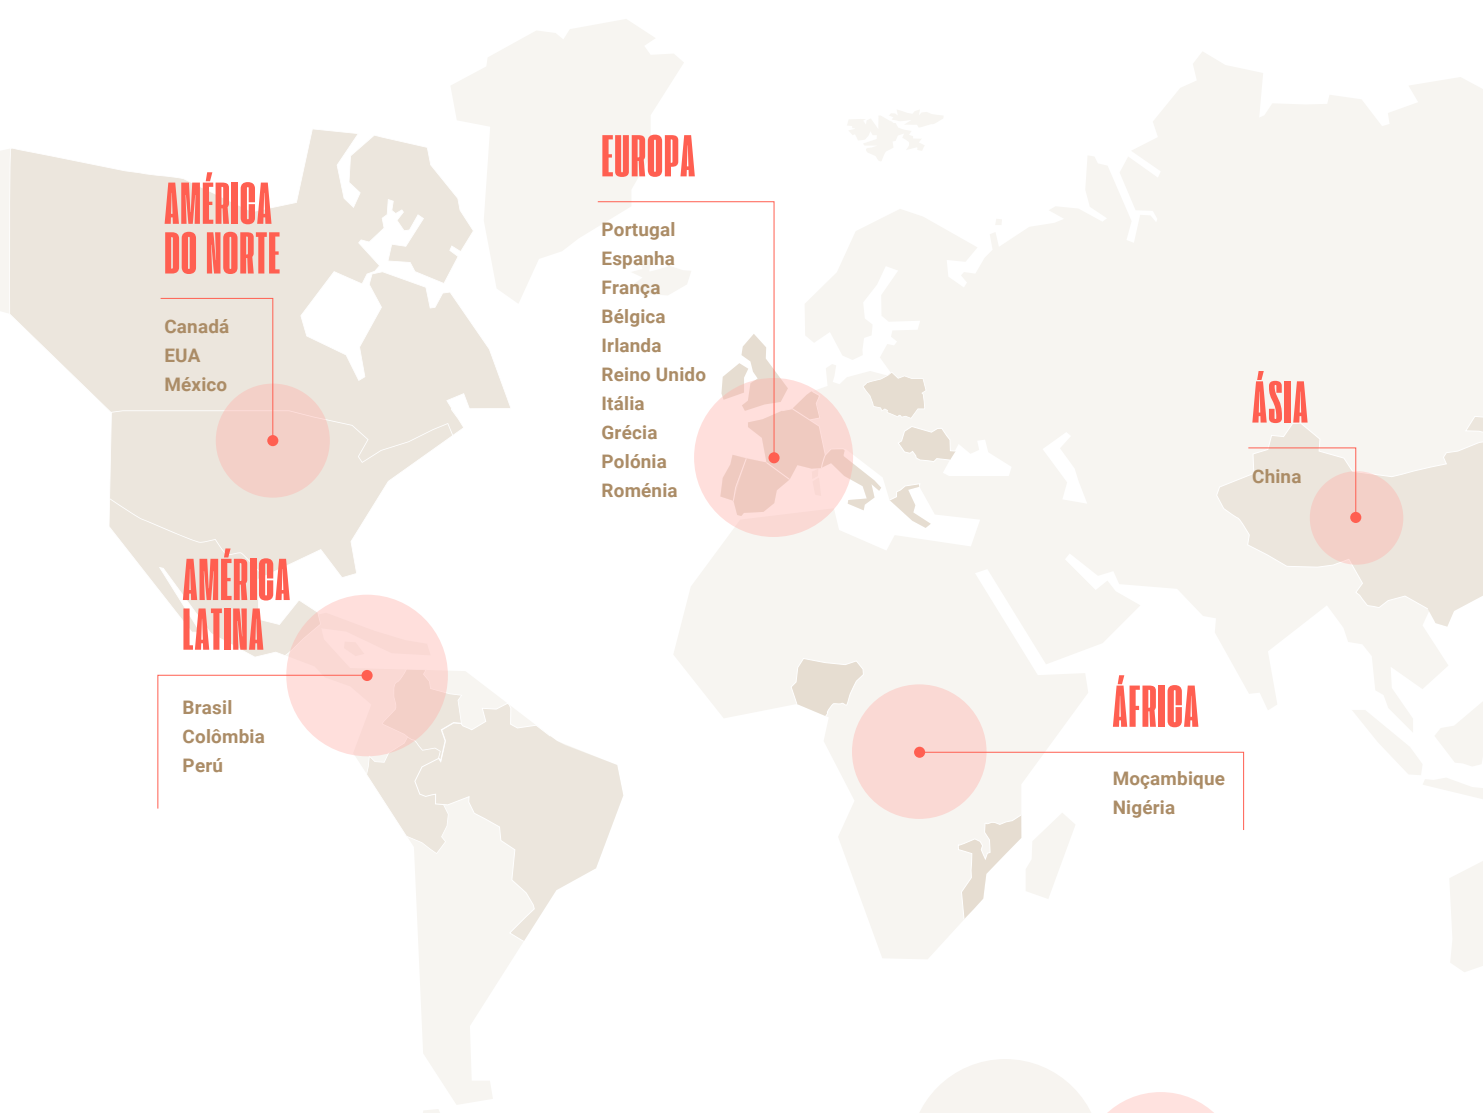 AMÉRICA
DO NORTE
Canadá
EUA
México
AMÉRICA
LATINA
Brasil
Colômbia
Perú
EUROPA
Portugal
Espanha
França
Bélgica
Irlanda
Reino Unido
Itália
Grécia
Polónia
Roménia
ÁSIA
China
ÁFRICA
Moçambique
Nigéria